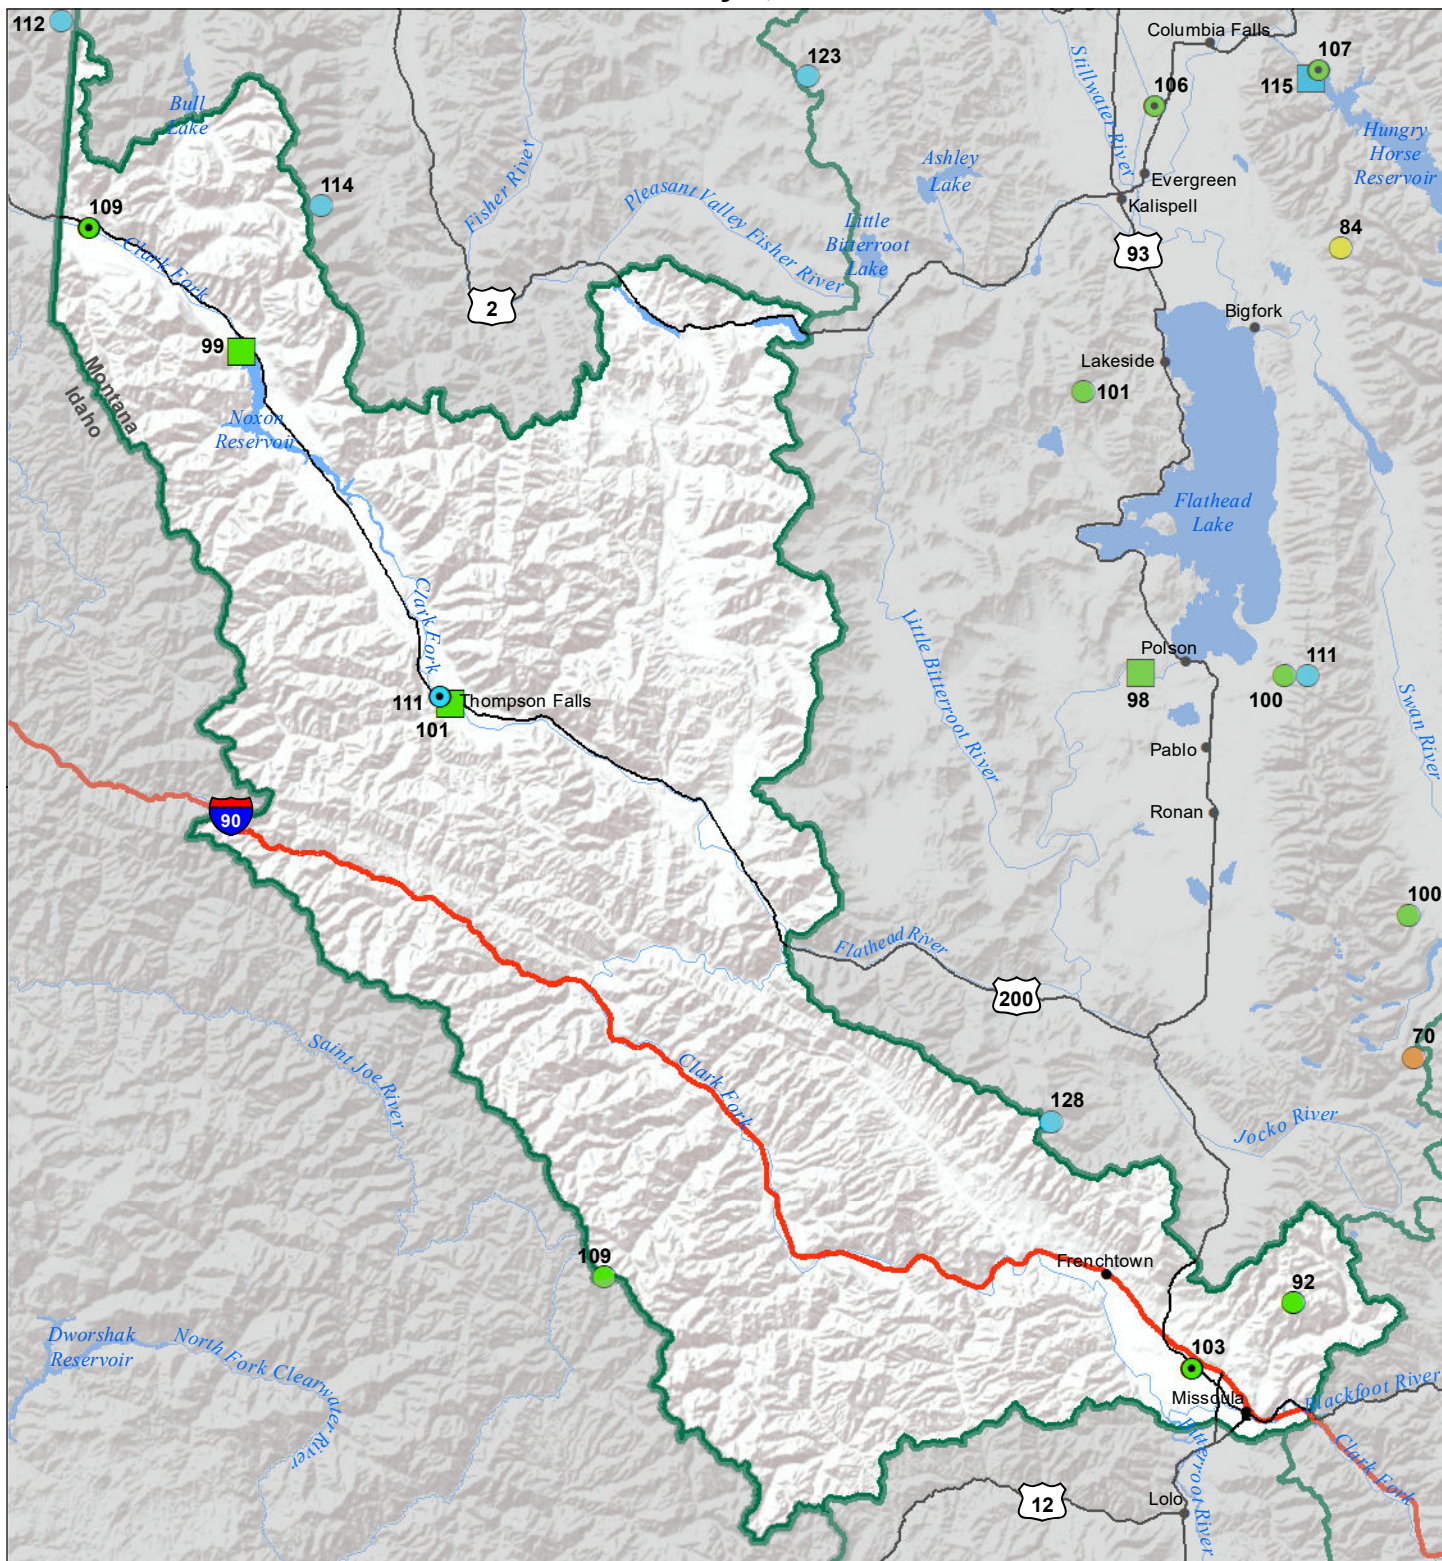 112
123
Columbia Falls
107
115
106
Stillwater River
Bull
Lake
Hungry
Horse
Reservoir
Ashley
Lake
Fisher River
Pleasant Valley Fisher River
Evergreen
Kalispell
114
109
Clark Fork
Little
Bitterroot
Lake
84
93
2
Bigfork
99
Lakeside
101
Montana
Idaho
Noxon
Reservoir
Flathead
Lake
Clark Fork
Little Bitterroot River
Polson
111
98
100
Swan River
111
Thompson Falls
101
Pablo
90
Ronan
100
Flathead River
200
70
Saint Joe River
Clark Fork
128
Jocko River
109
Frenchtown
92
Dworshak
Reservoir
North Fork Clearwater River
103
Missoula
Blackfoot River
Bitterroot River
Clark Fork
12
Lolo